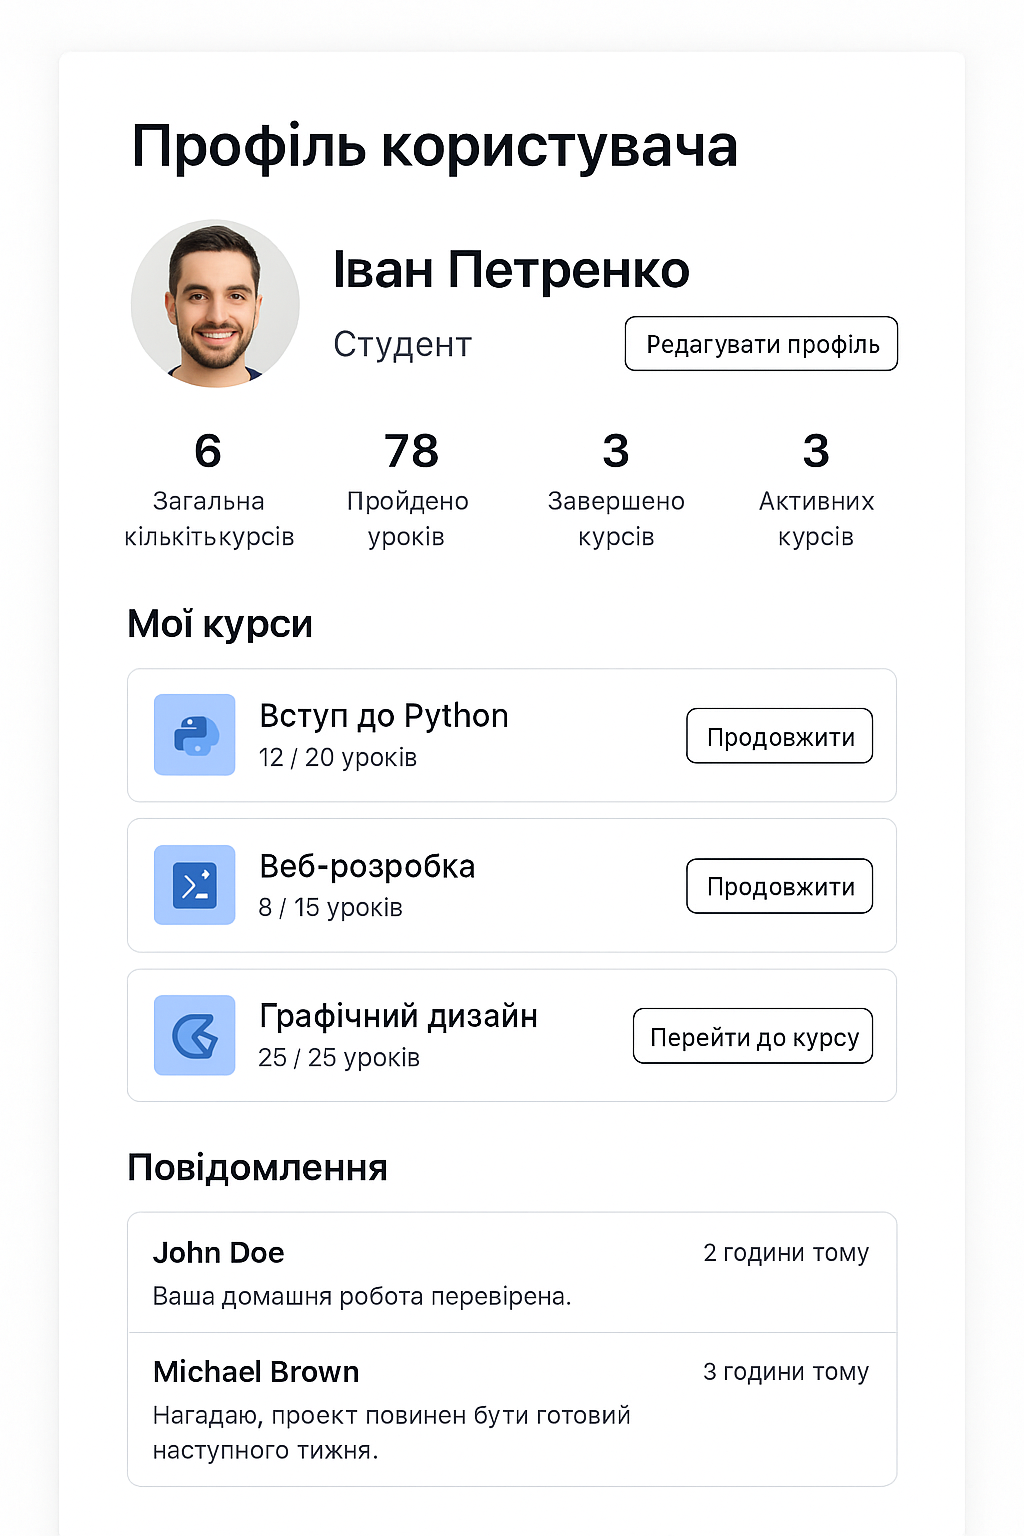 Профіль користувача
Іван Петренко
Студент
Редагувати профіль
6
Загальна
кількітькурсів
78
Пройдено
уроків
3
Завершено
курсів
3
Активних
курсів
Мої курси
Вступ до Python
12 / 20 уроків
Продовжити
Веб-розробка
8 / 15 уроків
Продовжити
Графічний дизайн
25 / 25 уроків
Перейти до курсу
Повідомлення
John Doe
2 години тому
Ваша домашня робота перевірена.
Michael Brown
3 години тому
Нагадаю, проект повинен бути готовий
наступного тижня.